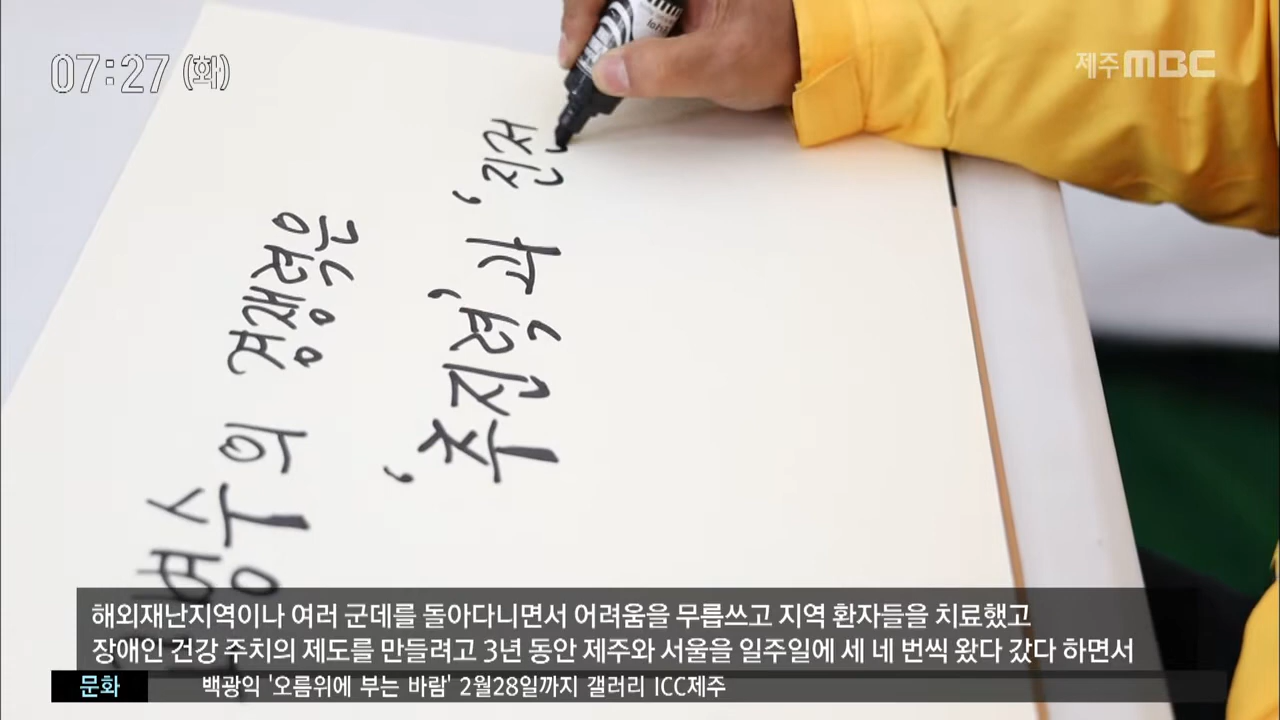 07:27 (화)
제주MBC
병수의 경쟁력은
'추진력'과 '진저
해외재난지역이나 여러 군데를 돌아다니면서 어려움을 무릅쓰고 지역 환자들을 치료했고
장애인 건강 주치의 제도를 만들려고 3년 동안 제주와 서울을 일주일에 세 네 번씩 왔다 갔다 하면서
문화 백광익 '오름위에 부는 바람' 2월28일까지 갤러리 ICC제주